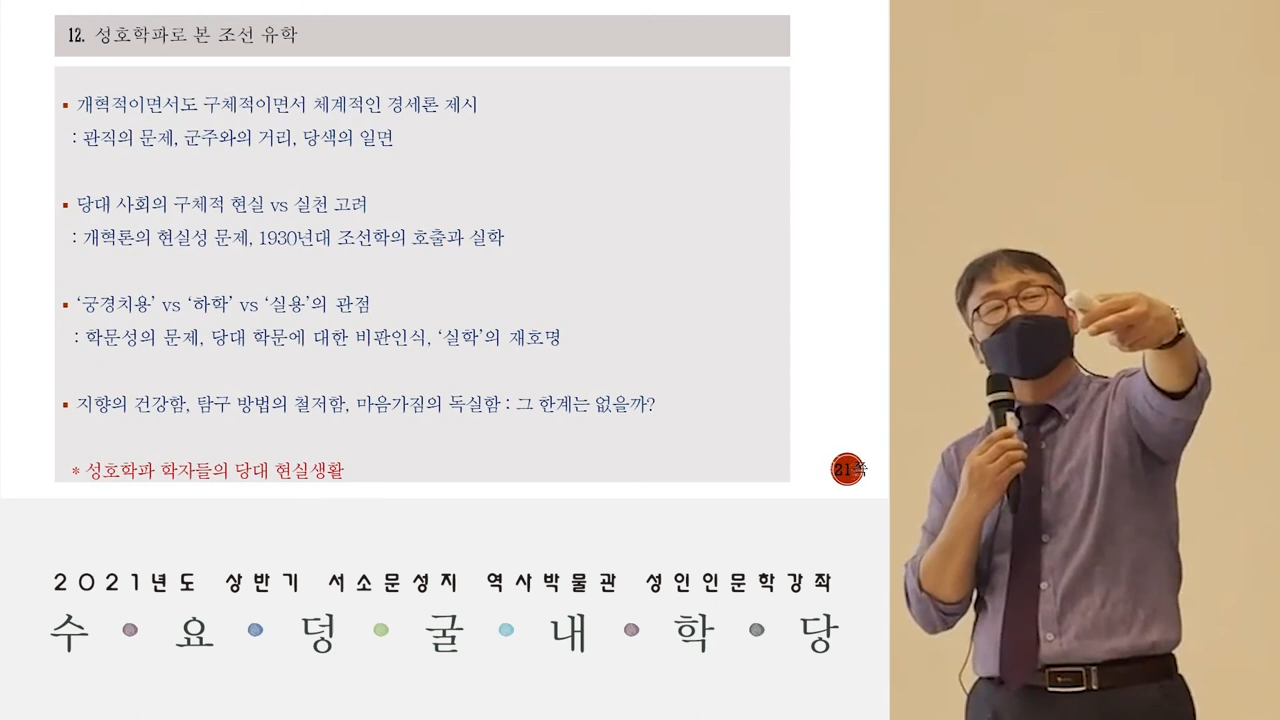 12. 성호학파로 본 조선 유학
▪ 개혁적이면서도 구체적이면서 체계적인 경세론 제시
: 관직의 문제, 군주와의 거리, 당색의 일면
▪ 당대 사회의 구체적 현실 vs 실천 고려
: 개혁론의 현실성 문제, 1930년대 조선학의 호출과 실학
▪ ‘궁경치용’ vs ‘하학’ vs ‘실용’의 관점
: 학문성의 문제, 당대 학문에 대한 비판인식, ‘실학’의 재호명
▪ 지향의 건강함, 탐구 방법의 철저함, 마음가짐의 독실함 : 그 한계는 없을까?
* 성호학파 학자들의 당대 현실생활
21쪽
2021년도 상반기 서소문성지 역사박물관 성인인문학강좌
수•요•덩•굴•내•학•당